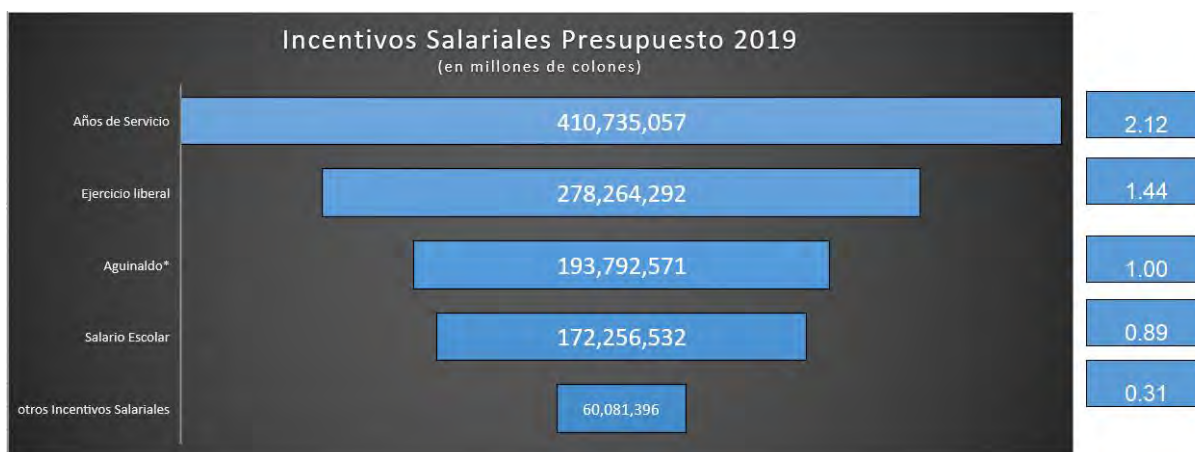 Incentivos Salariales Presupuesto 2019
(en millones de colones)
Años de Servicio 410,735,057 2.12
Ejercicio liberal 278,264,292 1.44
Aguinaldo* 193,792,571 1.00
Salario Escolar 172,256,532 0.89
otros Incentivos Salariales 60,081,396 0.31